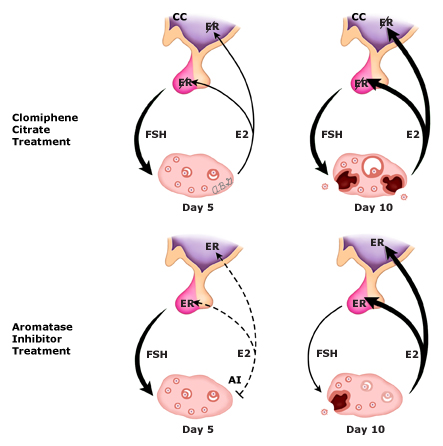 CC
ER
ER
FSH
E2
Day 5
CC
ER
ER
FSH
E2
Day 10
Clomiphene
Citrate
Treatment
ER
ER
FSH
E2
AI
Day 5
ER
ER
FSH
E2
Day 10
Aromatase
Inhibitor
Treatment